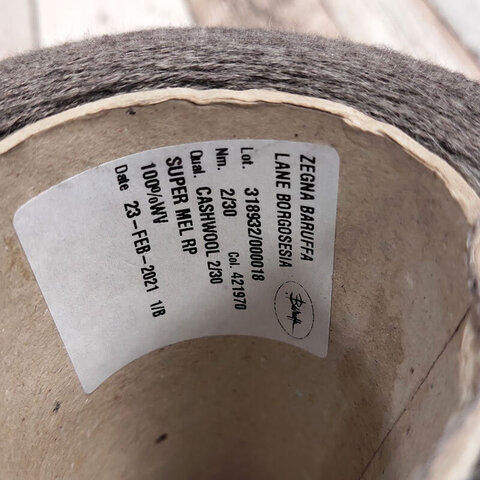 ZEGNA BARUFFA
LANE BORGOSESIA
Lot. 318932/000018
Nm. 2/30 Col. 421970
Qual. CASHWOOL 2/30
SUPER MEL RP
100%WV
Date 23-FEB-2021 1/B